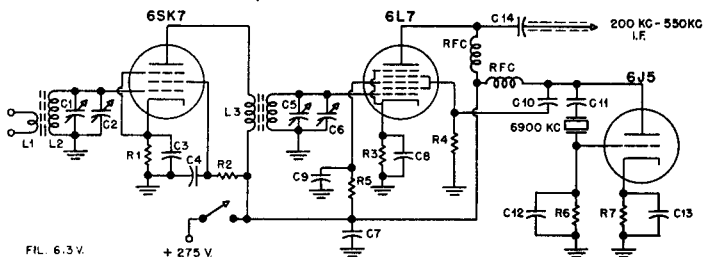 6SK7
6L7
C14
200 KC-550KC
I.F.
RFC
RFC
6J5
C1
C2
L1
L2
L3
C5
C6
C10
C11
6900 KC
R1
C3
C4
R2
R3
C8
R4
C9
R5
C7
C12
R6
R7
C13
FIL. 6.3 V.
+ 275 V.